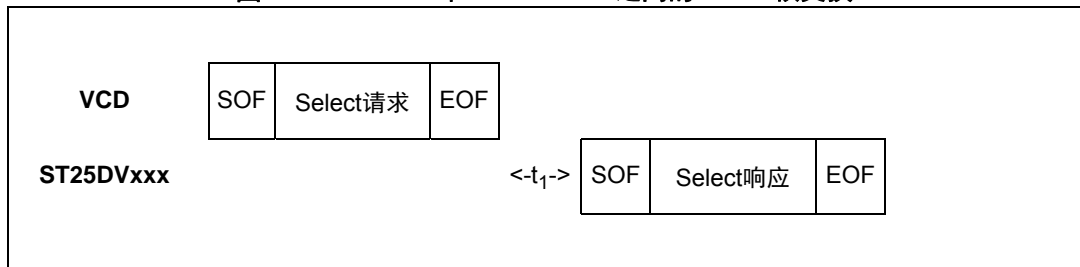 VCD SOF Select请求 EOF
ST25DVxxx <-t1-> SOF Select响应 EOF